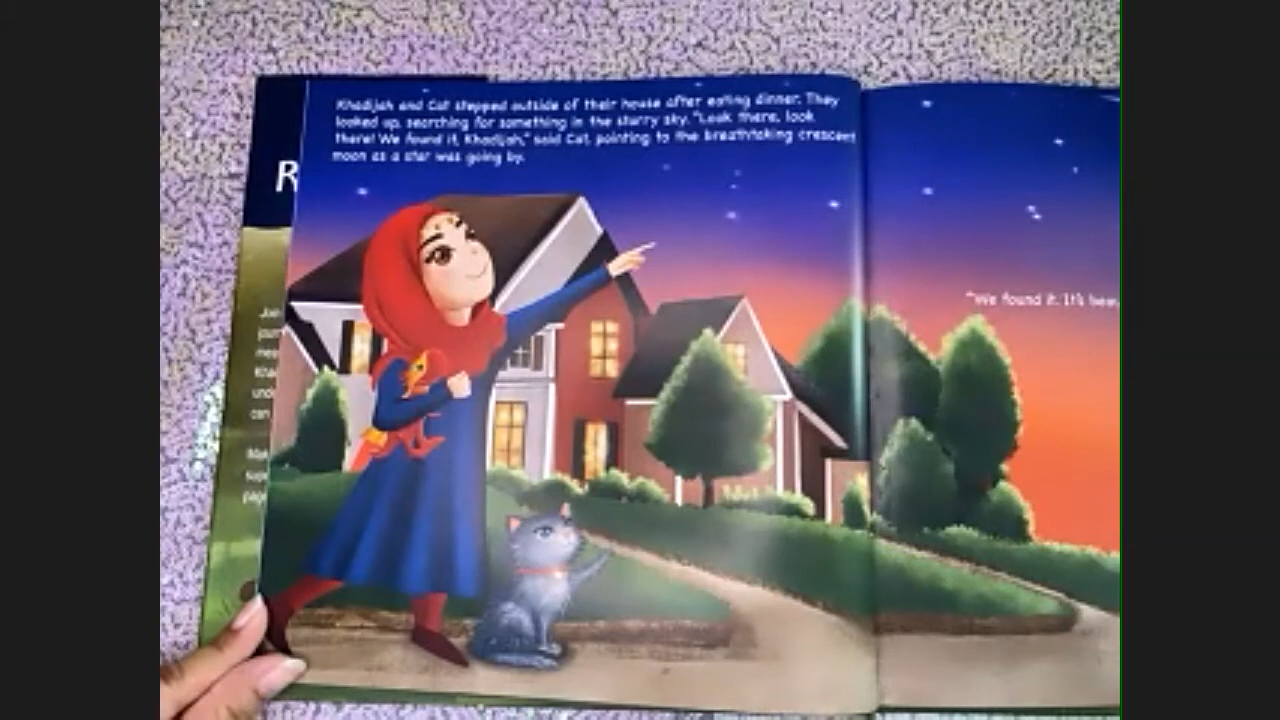 Khadijah and Cat stepped outside of their house after eating dinner. They
looked up, searching for something in the starry sky. "Look there, look
there! We found it, Khadijah," said Cat, pointing to the breathtaking crescent
moon as a star was going by.
"We found it. It's
R